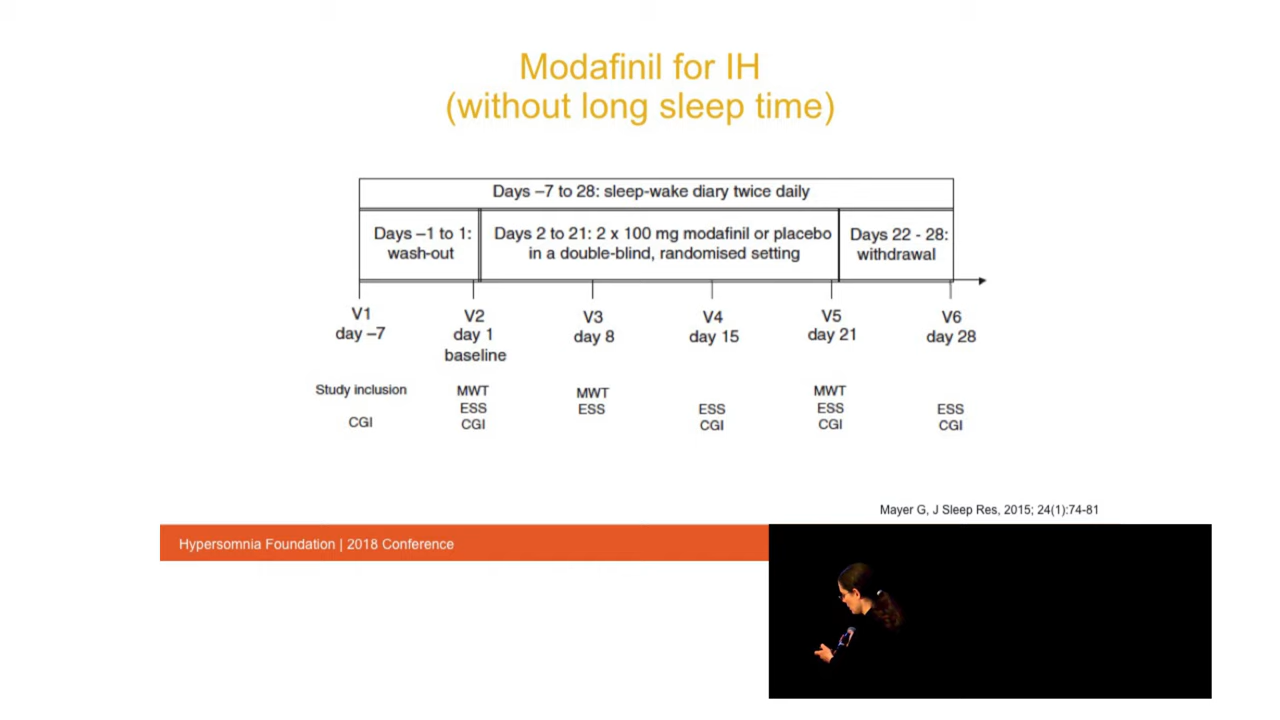 Modafinil for IH
(without long sleep time)
Days –7 to 28: sleep-wake diary twice daily
Days –1 to 1:
wash-out
Days 2 to 21: 2 x 100 mg modafinil or placebo
in a double-blind, randomised setting
Days 22 - 28:
withdrawal
V1
day –7
V2
day 1
baseline
V3
day 8
V4
day 15
V5
day 21
V6
day 28
Study inclusion
CGI
MWT
ESS
CGI
MWT
ESS
ESS
CGI
MWT
ESS
CGI
ESS
CGI
Mayer G, J Sleep Res, 2015; 24(1):74-81
Hypersomnia Foundation | 2018 Conference